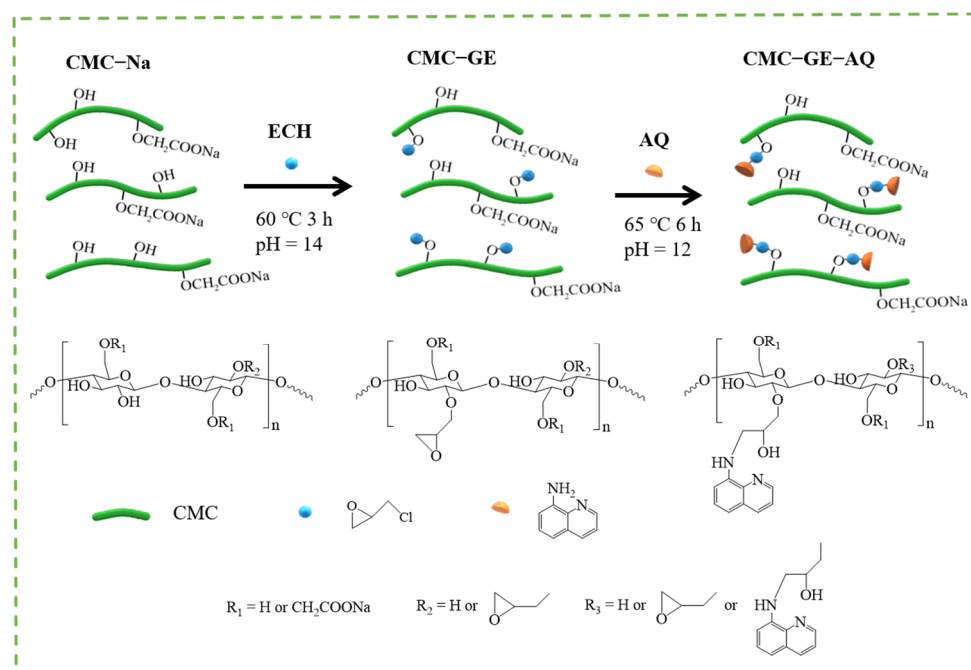 CMC−Na
CMC−GE
CMC−GE−AQ
OH
OH
OCH₂COONa
OH
OH
OCH₂COONa
OH
OH
OCH₂COONa
ECH
60 ℃ 3 h
pH = 14
OH
O
OCH₂COONa
OH
O
OCH₂COONa
O
O
OCH₂COONa
AQ
65 ℃ 6 h
pH = 12
OH
O
OCH₂COONa
OH
O
OCH₂COONa
O
O
OCH₂COONa
OR₁
O
O
HO
OH
O
HO
OR₂
O
O
OR₁
n
OR₁
O
O
HO
O
O
HO
OR₂
O
O
OR₁
n
O
OR₁
O
O
HO
O
O
HO
OR₃
O
O
OR₁
n
OH
HN
N
CMC
O
Cl
NH₂
N
R₁ = H or CH₂COONa
R₂ = H or
O
R₃ = H or
O
or
OH
HN
N